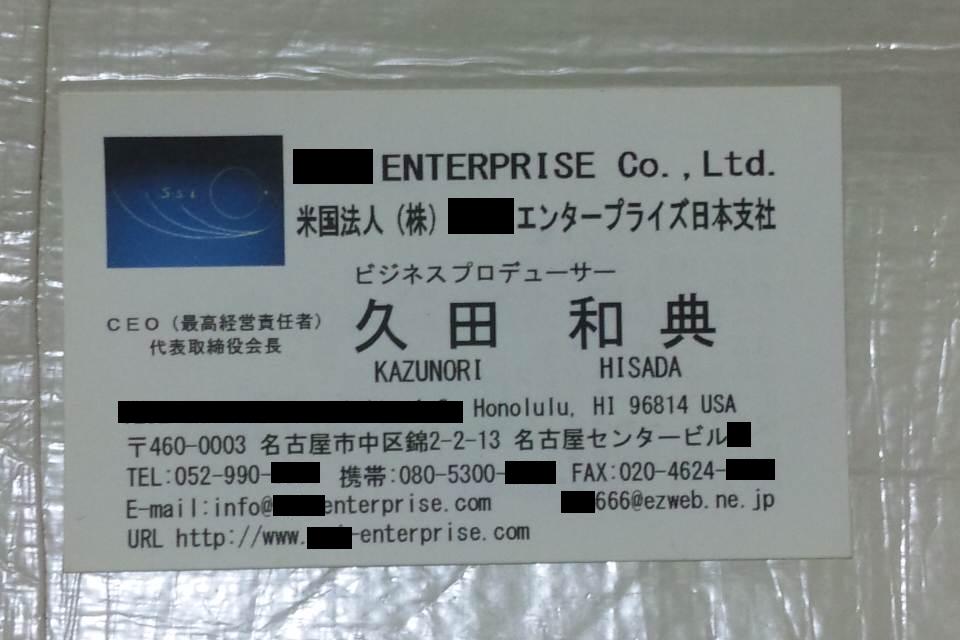 S.s.i
ENTERPRISE Co.,Ltd.
米国法人（株） エンタープライズ日本支社
ビジネスプロデューサー
CEO（最高経営責任者）
代表取締役会長
久田 和典
KAZUNORI HISADA
Honolulu, HI 96814 USA
〒460-0003 名古屋市中区錦2-2-13 名古屋センタービル
TEL:052-990- 携帯:080-5300- FAX:020-4624-
E-mail:info@ enterprise.com 666@ezweb.ne.jp
URL http://www. -enterprise.com